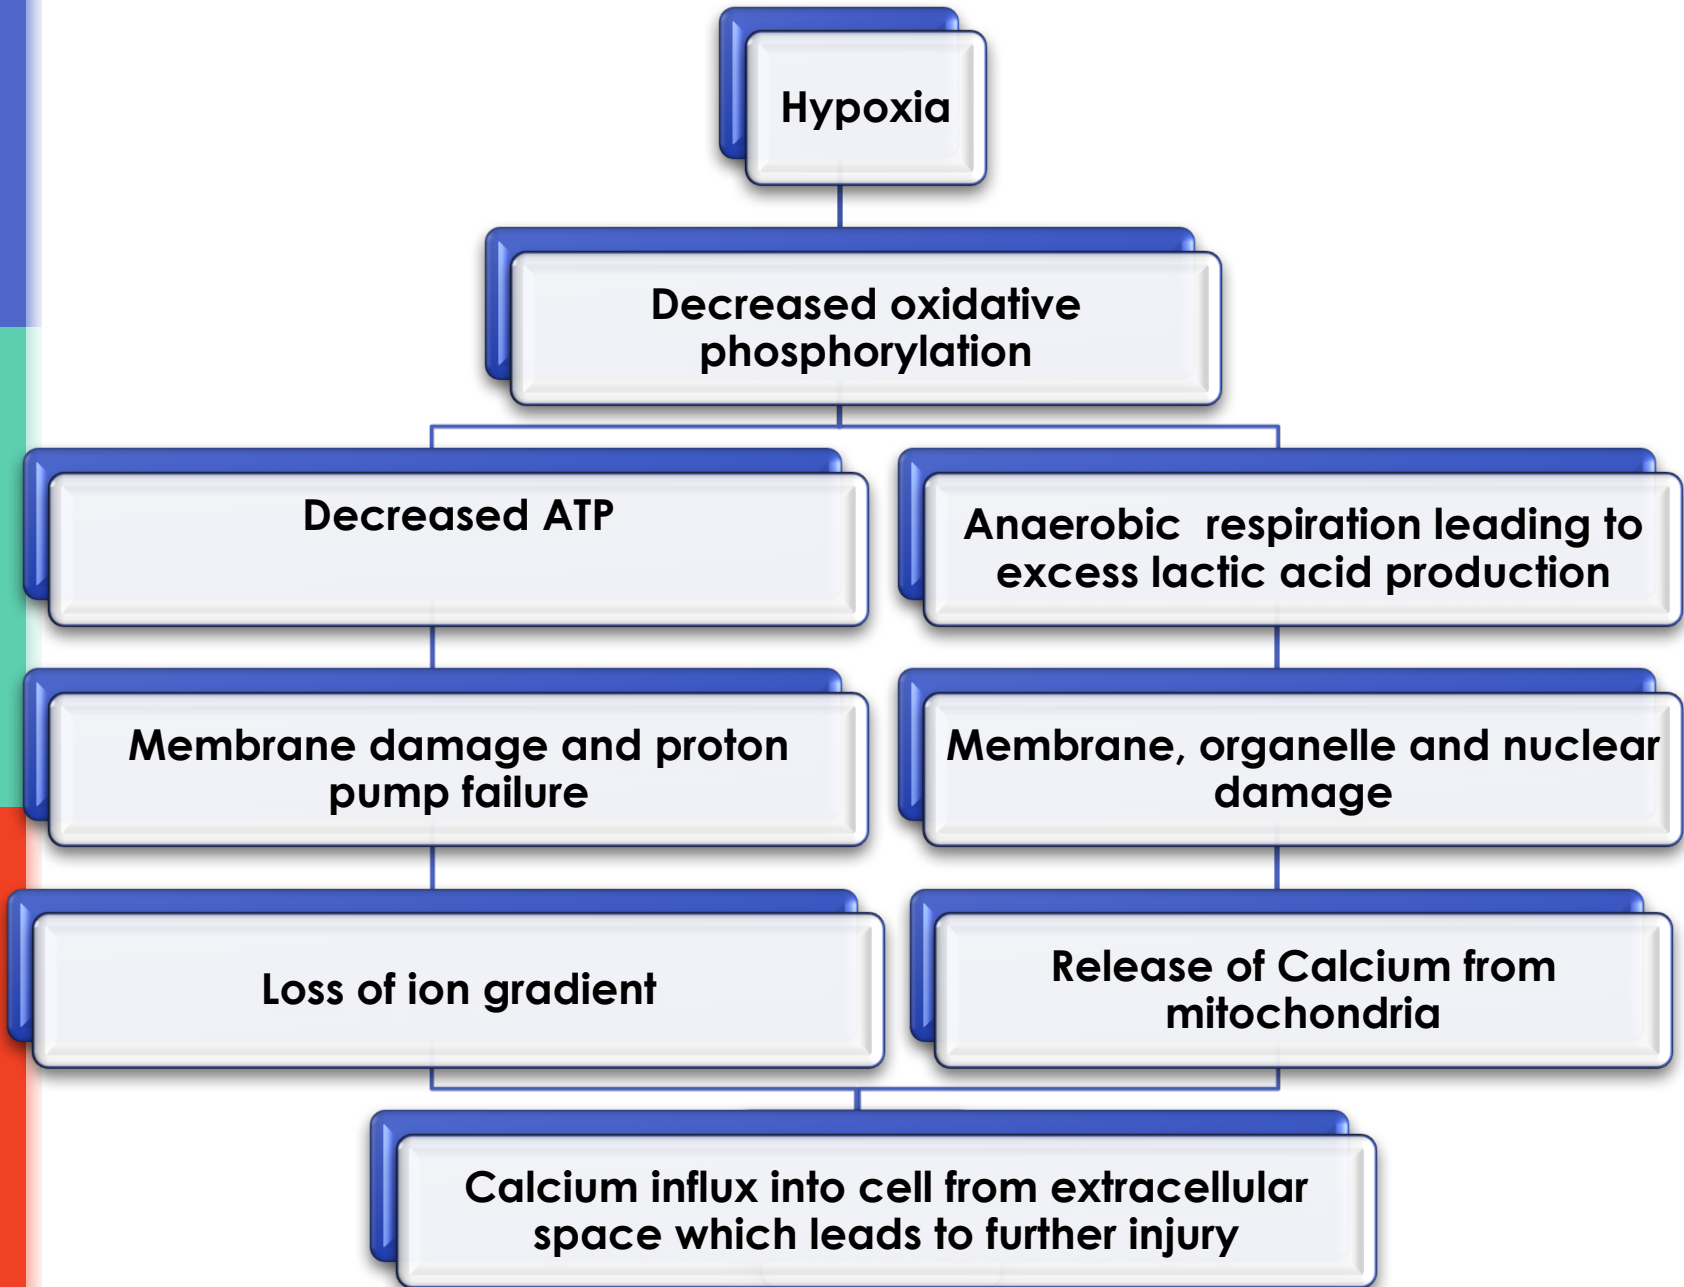 Hypoxia
Decreased oxidative
phosphorylation
Decreased ATP
Anaerobic  respiration leading to
excess lactic acid production
Membrane damage and proton
pump failure
Membrane, organelle and nuclear
damage
Loss of ion gradient
Release of Calcium from
mitochondria
Calcium influx into cell from extracellular
space which leads to further injury